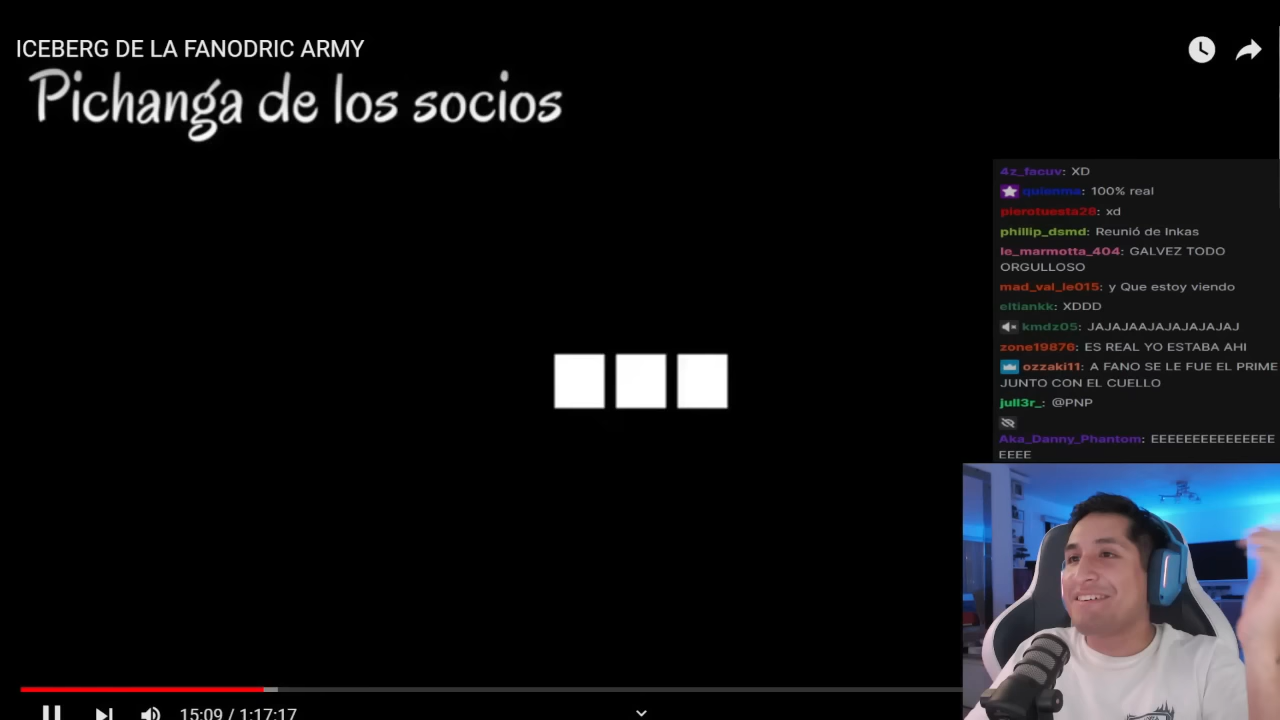 ICEBERG DE LA FANODRIC ARMY
Pichanga de los socios
4z_facuv: XD
quienma: 100% real
pierotuesta28: xd
phillip_dsmd: Reunió de Inkas
le_marmotta_404: GALVEZ TODO
ORGULLOSO
mad_val_le015: y Que estoy viendo
eltiankk: XDDD
kmdz05: JAJAJAAJAJAJAJAJAJ
zone19876: ES REAL YO ESTABA AHI
ozzaki11: A FANO SE LE FUE EL PRIME
JUNTO CON EL CUELLO
jull3r_: @PNP
Aka_Danny_Phantom: EEEEEEEEEEEEEEE
EEEE
15:09 / 1:17:17